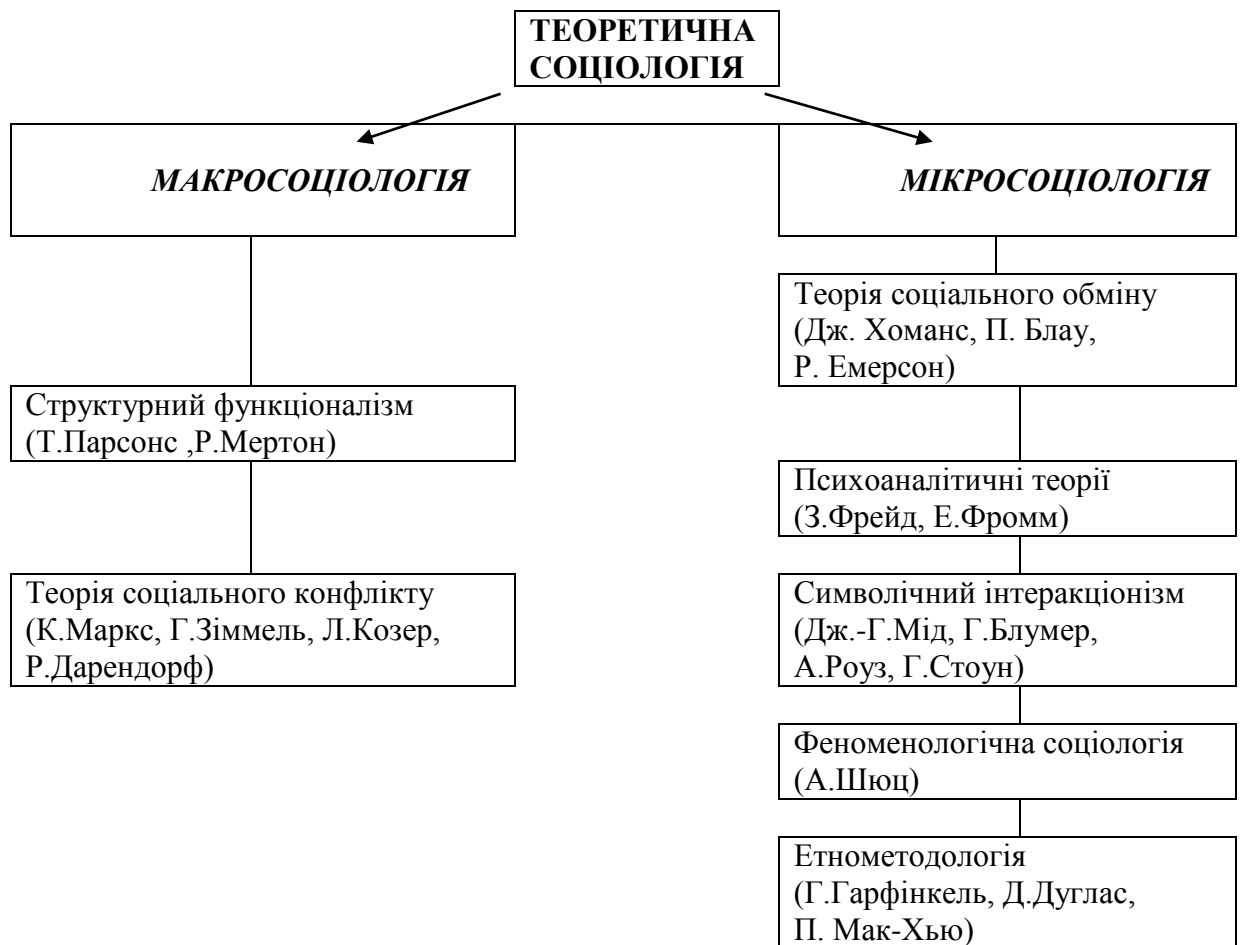 ТЕОРЕТИЧНА
СОЦІОЛОГІЯ
МАКРОСОЦІОЛОГІЯ
Структурний функціоналізм
(Т.Парсонс ,Р.Мертон)
Теорія соціального конфлікту
(К.Маркс, Г.Зіммель, Л.Козер,
Р.Дарендорф)
МІКРОСОЦІОЛОГІЯ
Теорія соціального обміну
(Дж. Хоманс, П. Блау,
Р. Емерсон)
Психоаналітичні теорії
(З.Фрейд, Е.Фромм)
Символічний інтеракціонізм
(Дж.-Г.Мід, Г.Блумер,
А.Роуз, Г.Стоун)
Феноменологічна соціологія
(А.Шюц)
Етнометодологія
(Г.Гарфінкель, Д.Дуглас,
П. Мак-Хью)